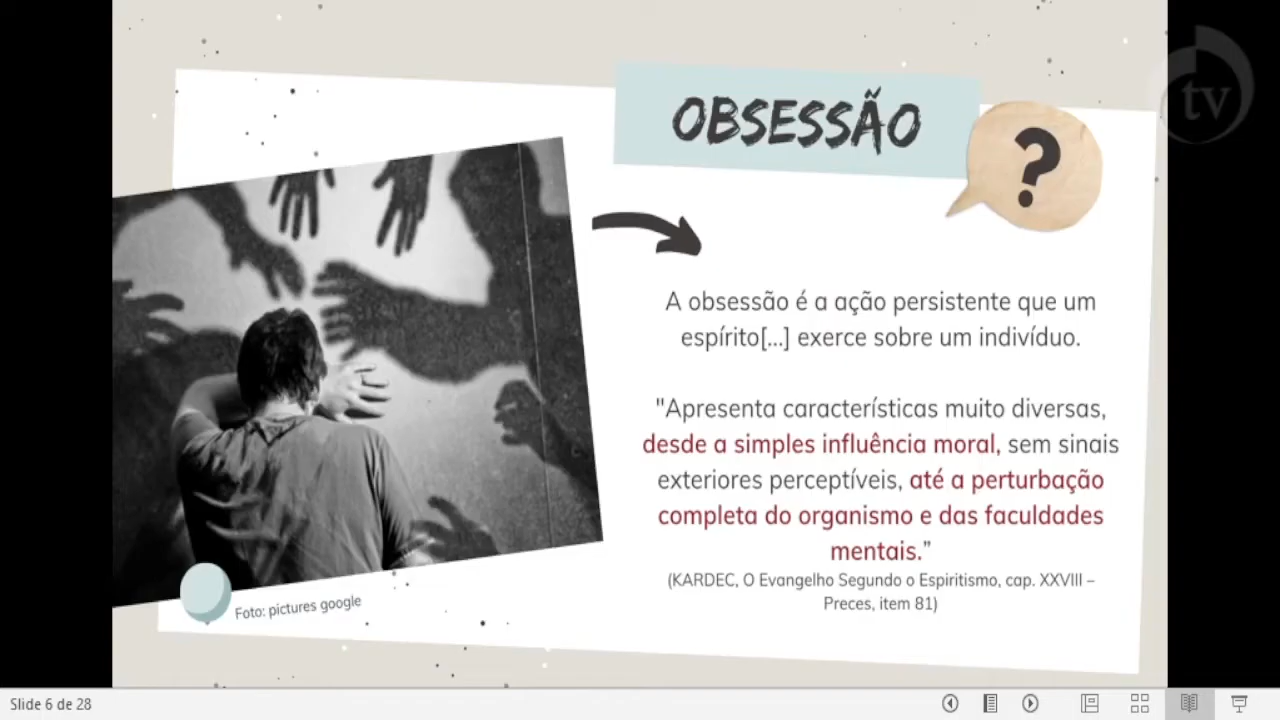 tv
OBSESSÃO
?
A obsessão é a ação persistente que um
espírito[...] exerce sobre um indivíduo.
"Apresenta características muito diversas,
desde a simples influência moral, sem sinais
exteriores perceptíveis, até a perturbação
completa do organismo e das faculdades
mentais.”
(KARDEC, O Evangelho Segundo o Espiritismo, cap. XXVIII –
Preces, item 81)
Foto: pictures google
Slide 6 de 28